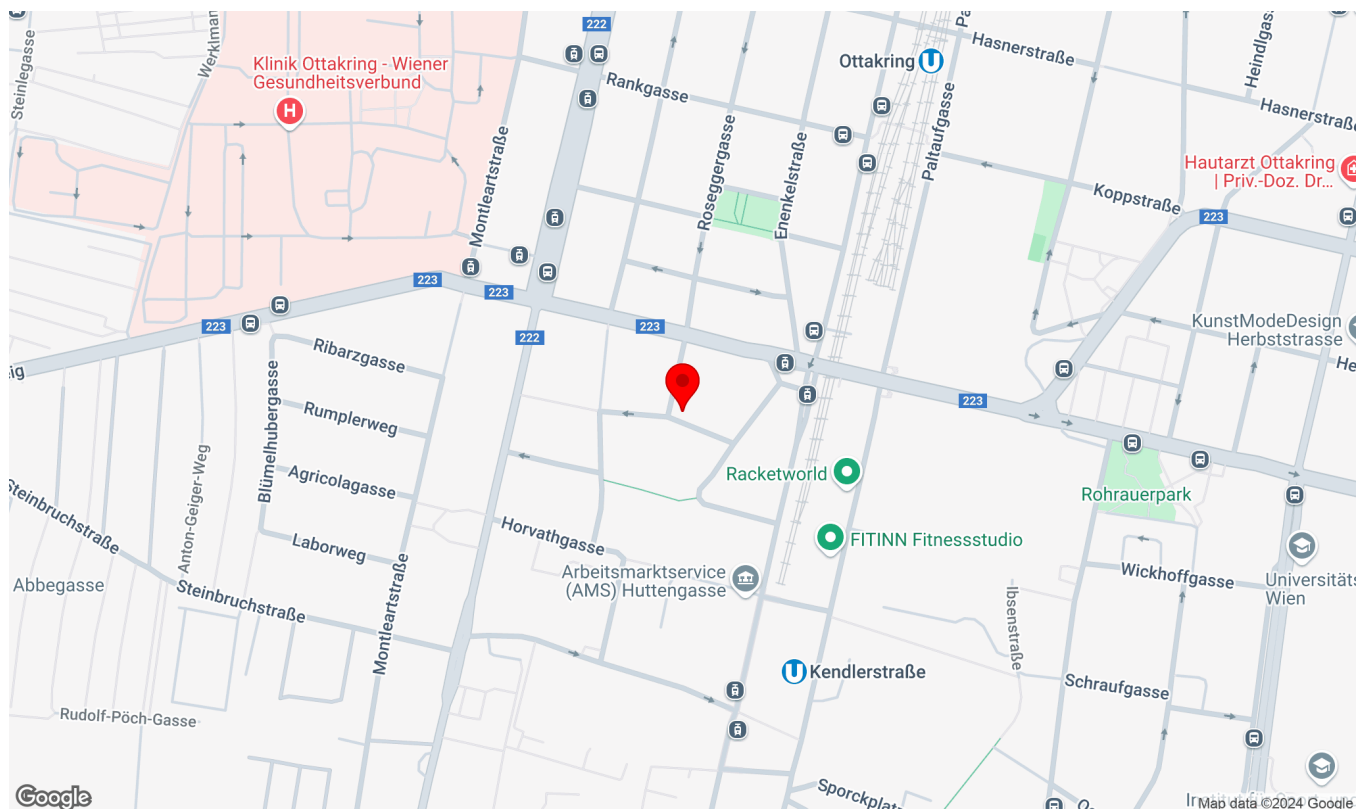 222
Steinlegasse
Werklman
Klinik Ottakring - Wiener
Gesundheitsverbund
H
Montleartstraße
Rankgasse
Roseggergasse
Enenkelstraße
Ottakring
U
Paltaufgasse
Hasnerstraße
Heindlgasse
Hasnerstraße
Hautarzt Ottakring
| Priv.-Doz. Dr...
Koppstraße
223
223
223
223
222
223
223
KunstModeDesign
Herbststrasse
He
Ribarzgasse
Rumplerweg
Blümelhubergasse
Agricolagasse
Anton-Geiger-Weg
Steinbruchstraße
Laborweg
Abbegasse
Steinbruchstraße
Montleartstraße
Rudolf-Pöch-Gasse
Horvathgasse
Arbeitsmarktservice
(AMS) Huttengasse
Racketworld
FITINN Fitnessstudio
Rohrauerpark
Wickhoffgasse
Universitäts
Wien
Ibsenstraße
U
Kendlerstraße
Schraufgasse
Sporckplatz
Google
Map data ©2024 Google